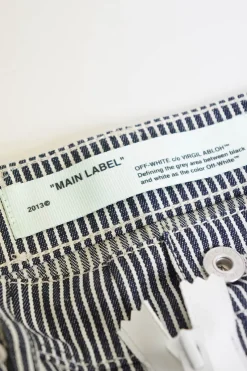 2013©
"MAIN LABEL"
OFF-WHITE c/o VIRGIL ABLOH™
Defining the grey area between black
and white as the color Off-White™